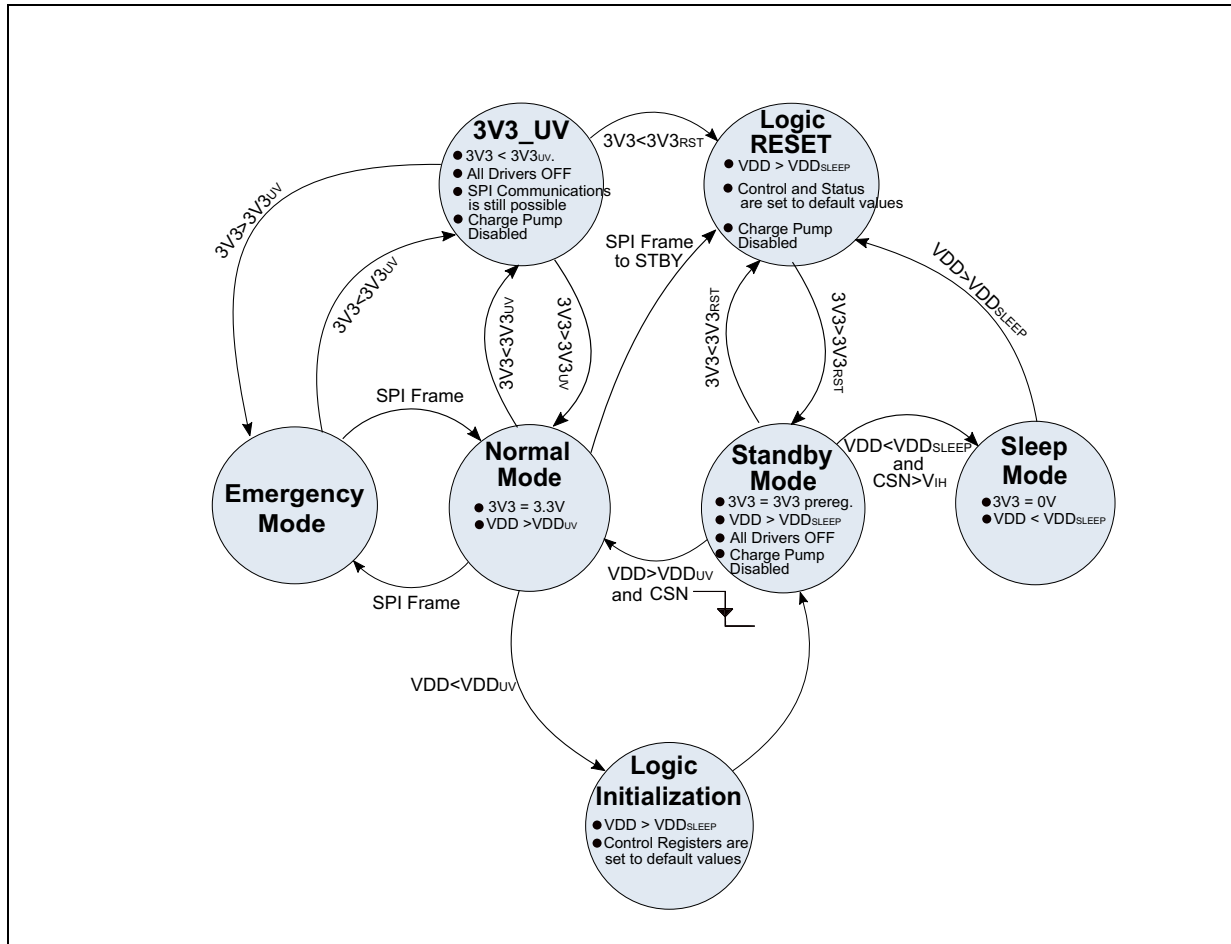 3V3_UV
● 3V3 < 3V3UV.
● All Drivers OFF
● SPI Communications
is still possible
● Charge Pump
Disabled
3V3<3V3RST
Logic
RESET
● VDD > VDDSLEEP
● Control and Status
are set to default values
● Charge Pump
Disabled
3V3>3V3UV
3V3<3V3UV
3V3<3V3UV
3V3>3V3UV
SPI Frame
to STBY
3V3<3V3RST
3V3>3V3RST
VDD>VDDSLEEP
SPI Frame
Emergency
Mode
Normal
Mode
● 3V3 = 3.3V
● VDD >VDDUV
Standby
Mode
● 3V3 = 3V3 prereg.
● VDD > VDDSLEEP
● All Drivers OFF
● Charge Pump
Disabled
VDD<VDDSLEEP
and
CSN>VIH
Sleep
Mode
● 3V3 = 0V
● VDD < VDDSLEEP
SPI Frame
VDD>VDDUV
and CSN
VDD<VDDUV
Logic
Initialization
● VDD > VDDSLEEP
● Control Registers are
set to default values